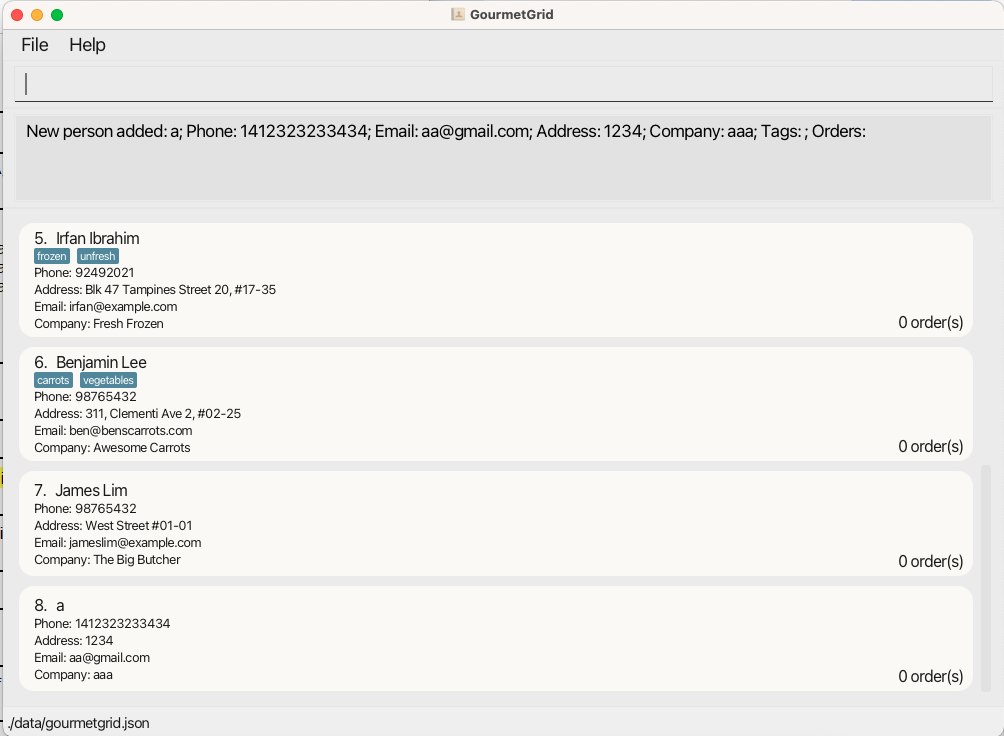 GourmetGrid
File Help
New person added: a; Phone: 1412323233434; Email: aa@gmail.com; Address: 1234; Company: aaa; Tags: ; Orders:
5. Irfan Ibrahim
frozen unfresh
Phone: 92492021
Address: Blk 47 Tampines Street 20, #17-35
Email: irfan@example.com
Company: Fresh Frozen
0 order(s)
6. Benjamin Lee
carrots vegetables
Phone: 98765432
Address: 311, Clementi Ave 2, #02-25
Email: ben@benscarrots.com
Company: Awesome Carrots
0 order(s)
7. James Lim
Phone: 98765432
Address: West Street #01-01
Email: jameslim@example.com
Company: The Big Butcher
0 order(s)
8. a
Phone: 1412323233434
Address: 1234
Email: aa@gmail.com
Company: aaa
0 order(s)
./data/gourmetgrid.json